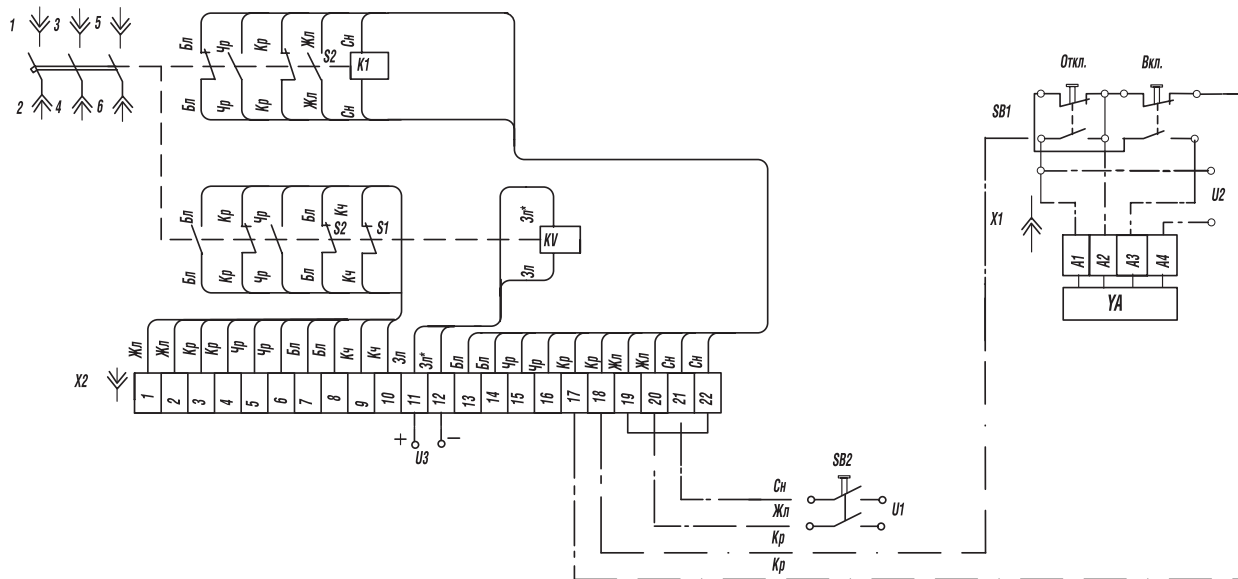 1 3 5
2 4 6
Бл Чр Кр Жл S2 Сн K1
Бл Чр Кр Жл Сн
Откл. Вкл.
SB1
U2
X1
A1 A2 A3 A4
YA
Бл Кр Чр Бл S2 Кч S1 Зл* KV
Бл Кр Чр Бл Кч Зл
Жл Жл Кр Кр Чр Чр Бл Бл Кч Кч Зл Зл* Бл Бл Чр Чр Кр Кр Жл Жл Сн Сн
X2
1 2 3 4 5 6 7 8 9 10 11 12 13 14 15 16 17 18 19 20 21 22
+ U3 −
SB2
Сн
Жл U1
Кр
Кр